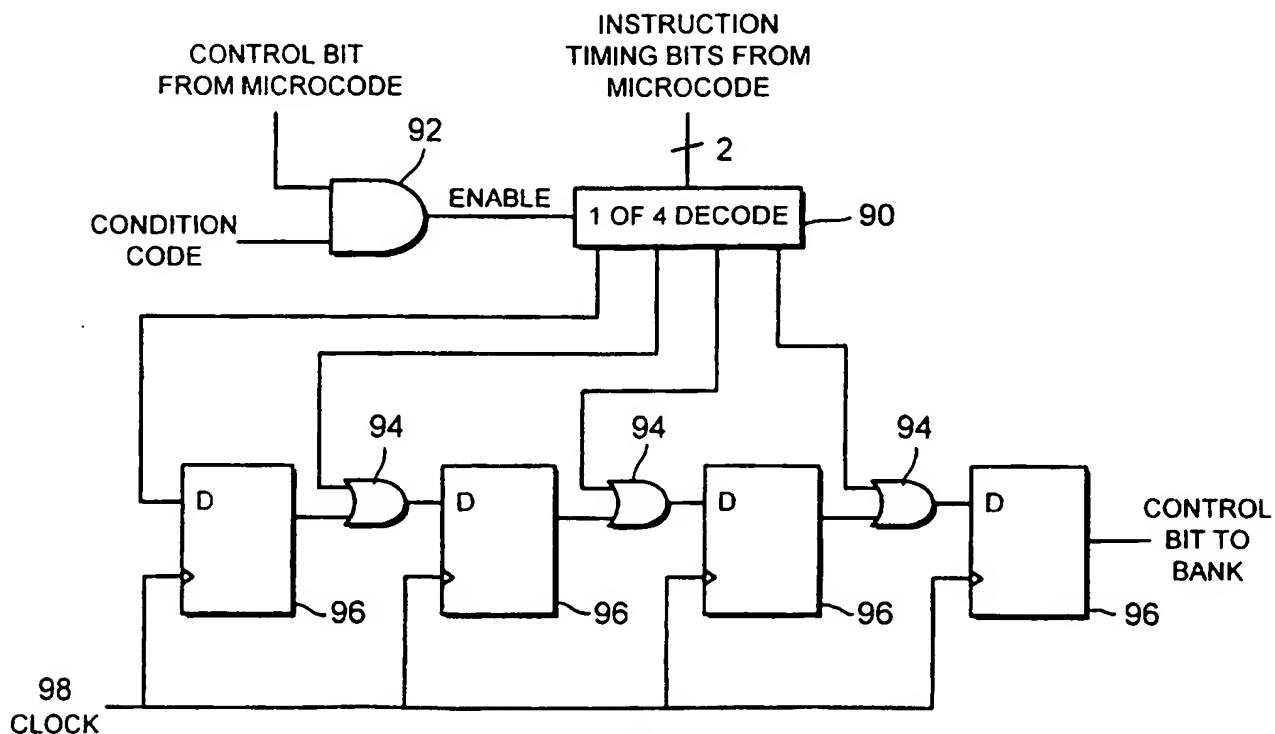 CONTROL BIT
FROM MICROCODE
INSTRUCTION
TIMING BITS FROM
MICROCODE
92
2
ENABLE
1 OF 4 DECODE
90
CONDITION
CODE
94
94
94
D
D
D
D
CONTROL
BIT TO
BANK
96
96
96
96
98
CLOCK